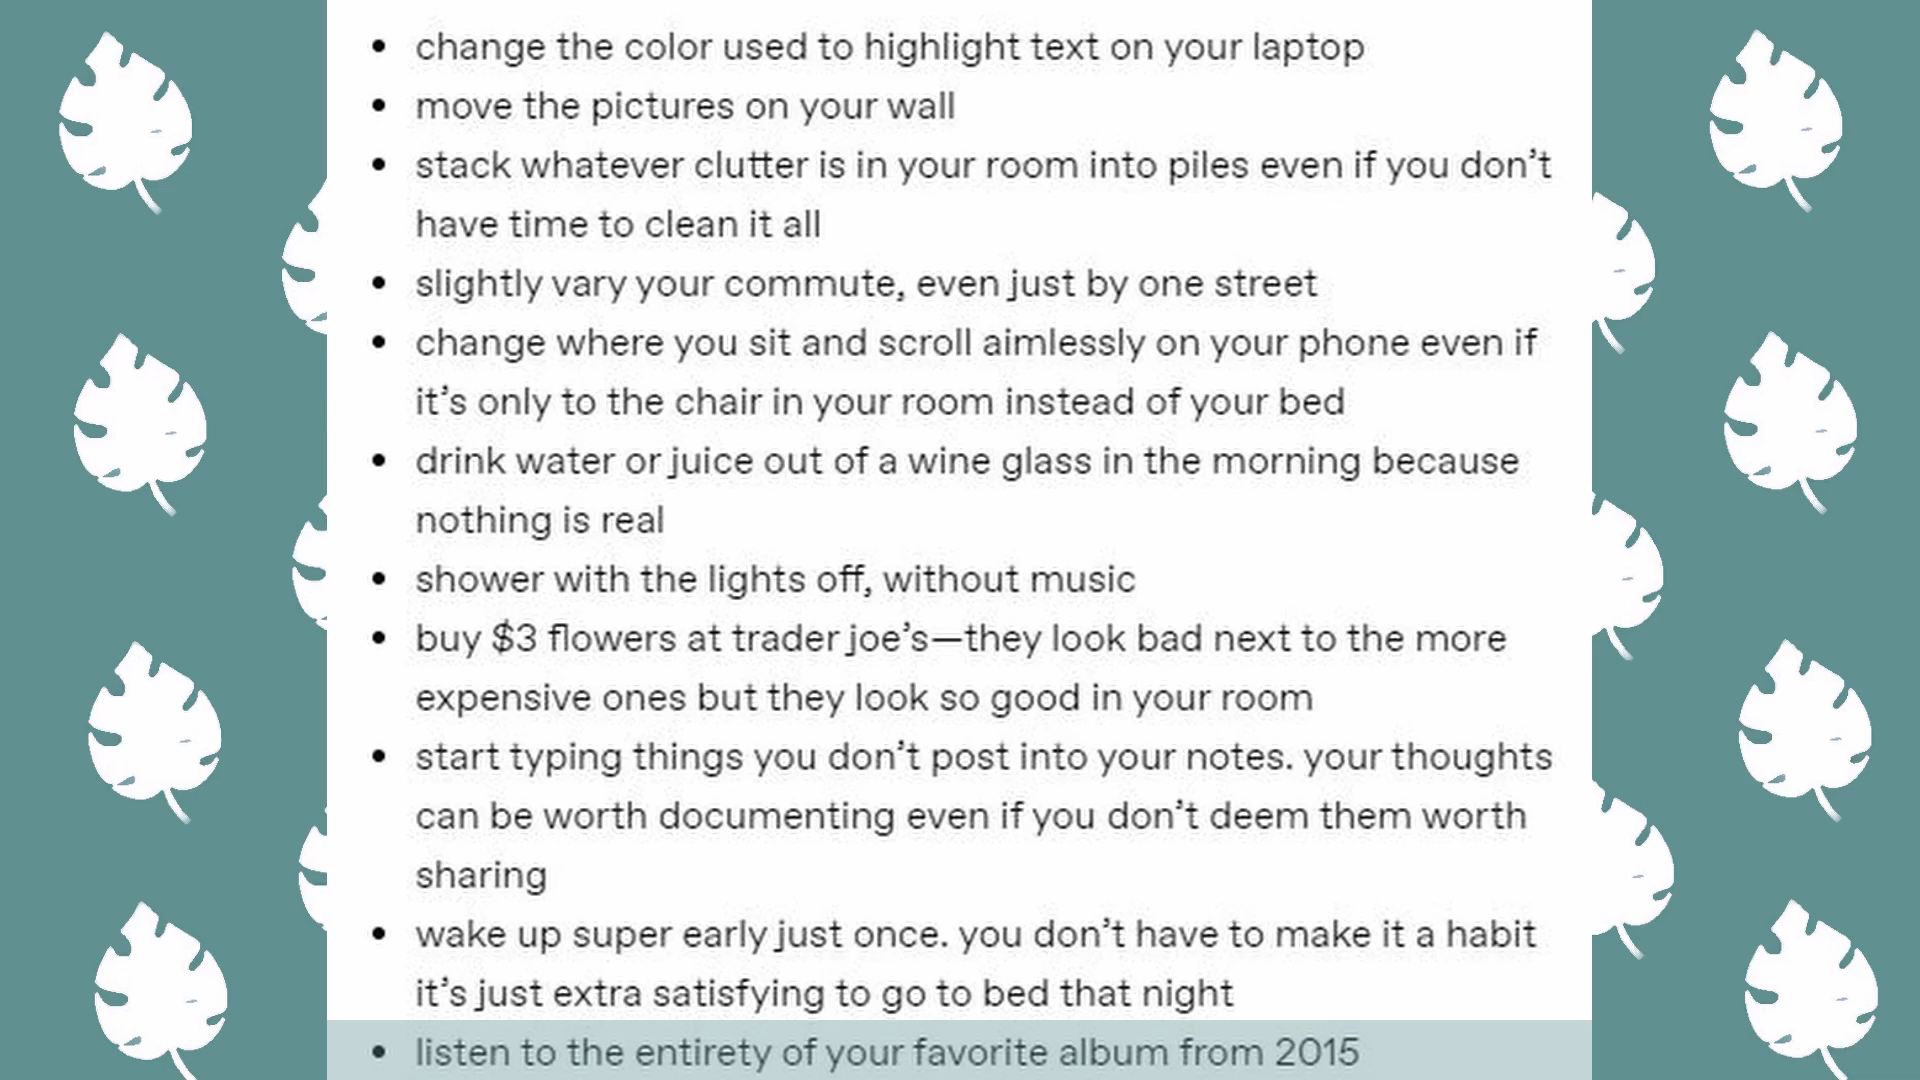 • change the color used to highlight text on your laptop
• move the pictures on your wall
• stack whatever clutter is in your room into piles even if you don’t
have time to clean it all
• slightly vary your commute, even just by one street
• change where you sit and scroll aimlessly on your phone even if
it’s only to the chair in your room instead of your bed
• drink water or juice out of a wine glass in the morning because
nothing is real
• shower with the lights off, without music
• buy $3 flowers at trader joe’s—they look bad next to the more
expensive ones but they look so good in your room
• start typing things you don’t post into your notes. your thoughts
can be worth documenting even if you don’t deem them worth
sharing
• wake up super early just once. you don’t have to make it a habit
it’s just extra satisfying to go to bed that night
• listen to the entirety of your favorite album from 2015